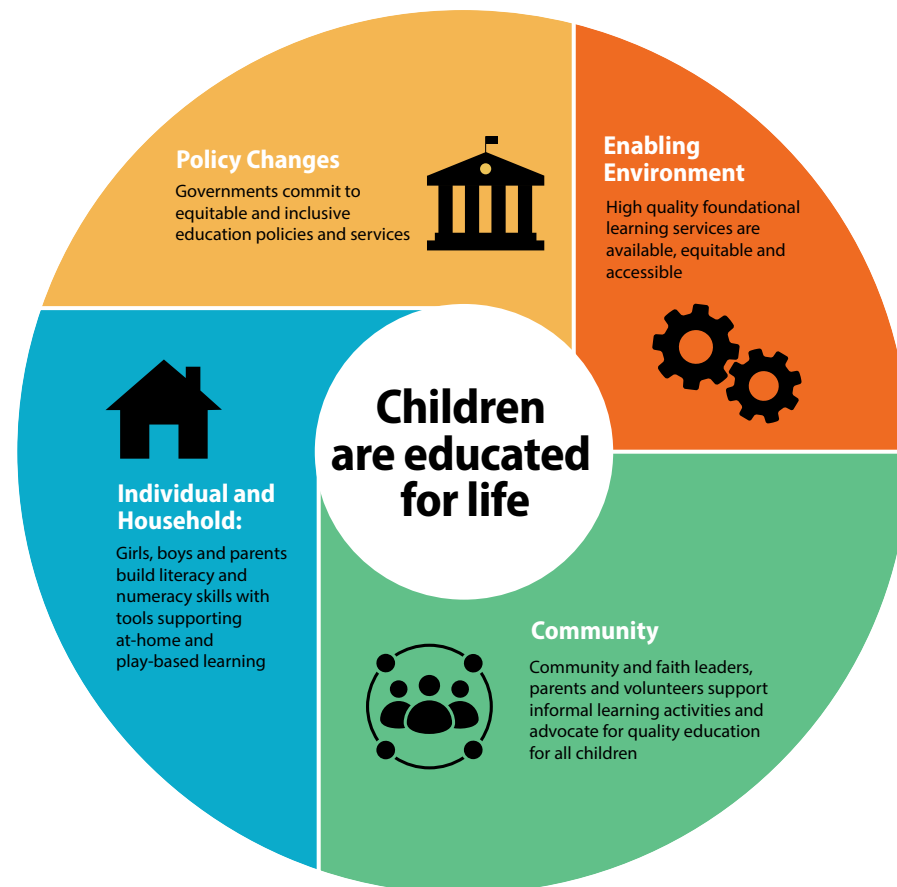 Policy Changes
Governments commit to
equitable and inclusive
education policies and services
Enabling
Environment
High quality foundational
learning services are
available, equitable and
accessible
Children
are educated
for life
Individual and
Household:
Girls, boys and parents
build literacy and
numeracy skills with
tools supporting
at-home and
play-based learning
Community
Community and faith leaders,
parents and volunteers support
informal learning activities and
advocate for quality education
for all children